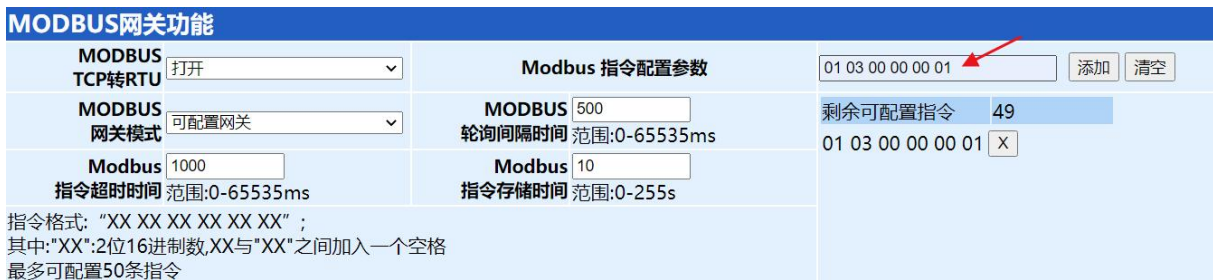 MODBUS网关功能
MODBUS
TCP转RTU
打开
Modbus 指令配置参数
01 03 00 00 00 01
添加
清空
MODBUS
网关模式
可配置网关
MODBUS
轮询间隔时间
500
范围:0-65535ms
剩余可配置指令
49
01 03 00 00 00 01
X
Modbus
指令超时时间
1000
范围:0-65535ms
Modbus
指令存储时间
10
范围:0-255s
指令格式:“XX XX XX XX XX XX”;
其中:"XX":2位16进制数,XX与"XX"之间加入一个空格
最多可配置50条指令